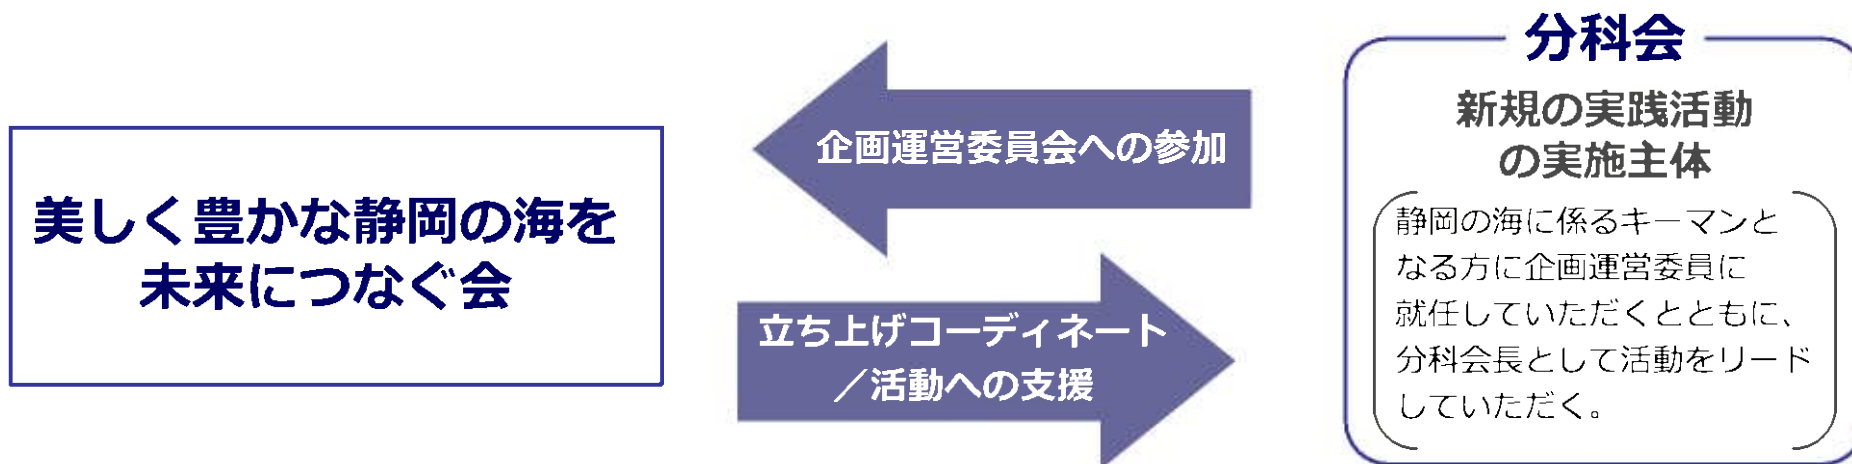 美しく豊かな静岡の海を
未来につなぐ会
企画運営委員会への参加
立ち上げコーディネート
／活動への支援
分科会
新規の実践活動
の実施主体
静岡の海に係るキーマンと
なる方に企画運営委員に
就任していただくとともに、
分科会長として活動をリード
していただく。